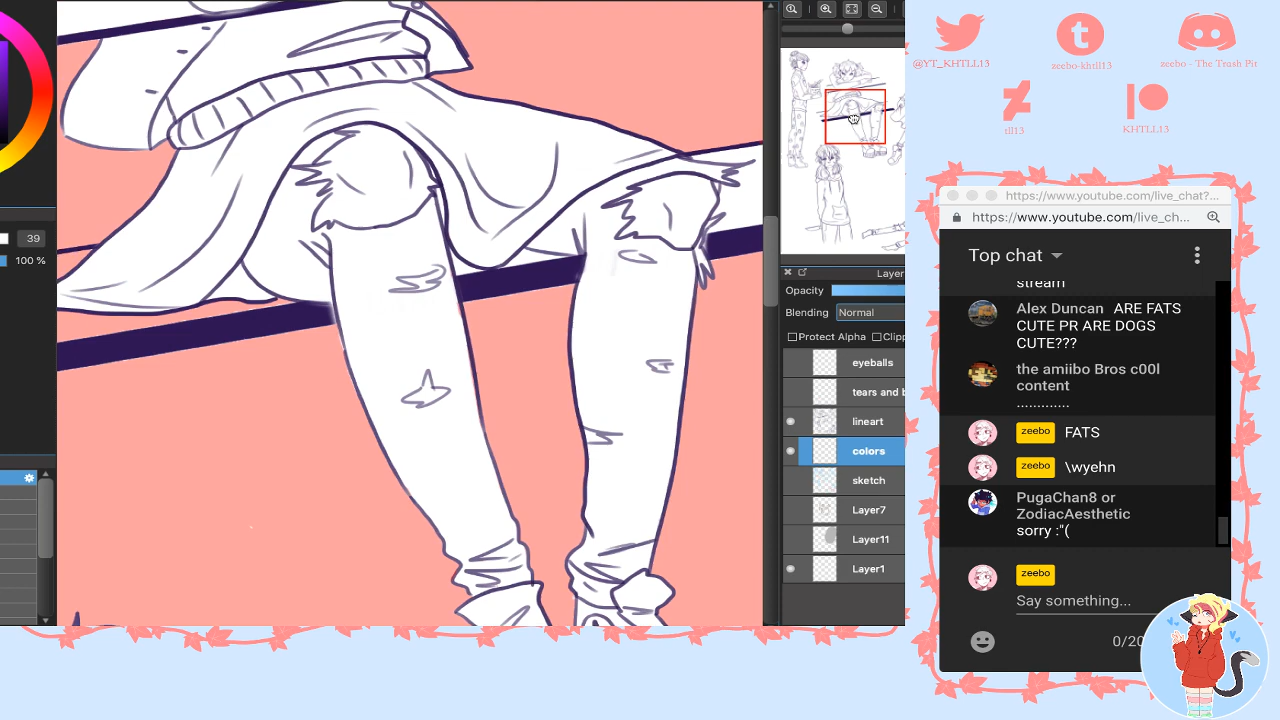 39
100 %
Layer
Opacity
Blending
Normal
Protect Alpha
Clipp
eyeballs
tears and b
lineart
colors
sketch
Layer7
Layer11
Layer1
@YT_KHTLL13
zeebo-khtll13
zeebo - The Trash Pit
tll13
KHTLL13
https://www.youtube.com/live_chat?...
https://www.youtube.com/live_ch...
Top chat
stream
Alex Duncan ARE FATS
CUTE PR ARE DOGS
CUTE???
the amiibo Bros c00l
content
.............
zeebo FATS
zeebo \wyehn
PugaChan8 or
ZodiacAesthetic
sorry :"(
zeebo
Say something...
0/20